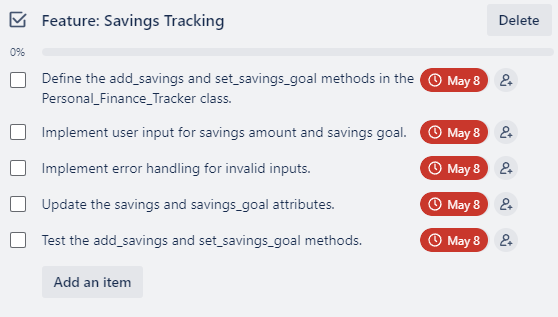 Feature: Savings Tracking
Delete
0%
Define the add_savings and set_savings_goal methods in the
Personal_Finance_Tracker class.
May 8
Implement user input for savings amount and savings goal.
May 8
Implement error handling for invalid inputs.
May 8
Update the savings and savings_goal attributes.
May 8
Test the add_savings and set_savings_goal methods.
May 8
Add an item